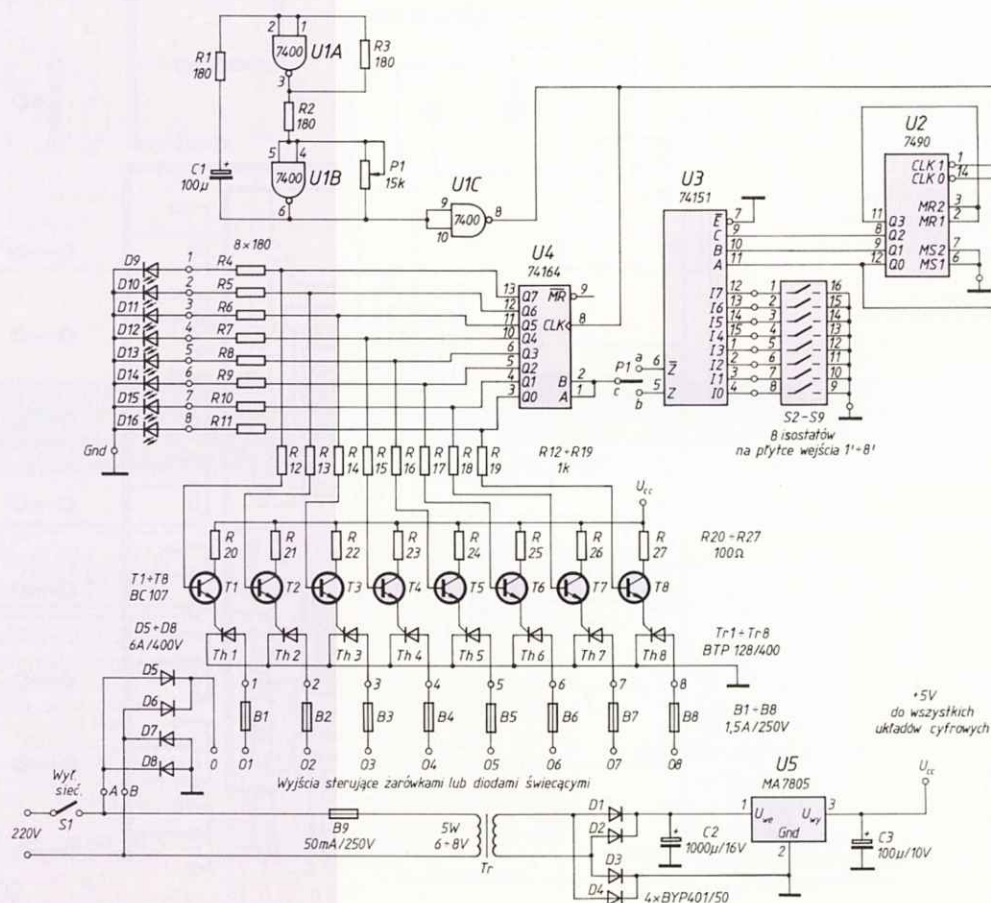 R1
180
C1
100µ
2
1
7400
U1A
3
R3
180
R2
180
5
4
7400
U1B
6
P1
15k
U1C
9
10
7400
8
U2
7490
CLK 1
CLK 0
1
14
MR2
MR1
3
2
MS2
MS1
7
6
11
8
9
12
Q3
Q2
Q1
Q0
U3
74151
E
C
B
A
7
9
10
11
I7
I6
I5
I4
I3
I2
I1
I0
12
13
14
15
1
2
3
4
1
2
3
4
5
6
7
8
16
15
14
13
12
11
10
9
S2-S9
8 isostatów
na płytce wejścia 1'÷8'
Z
Z
6
5
P1
a
c
b
U4
74164
13
12
11
10
6
5
4
3
Q7
Q6
Q5
Q4
Q3
Q2
Q1
Q0
MR
9
CLK
8
B
A
2
1
8×180
D9
1
R4
D10
2
R5
D11
3
R6
D12
4
R7
D13
5
R8
D14
6
R9
D15
7
R10
D16
8
R11
Gnd
R 12
R 13
R 14
R 15
R 16
R 17
R 18
R 19
R12÷R19
1k
Ucc
R 20
R 21
R 22
R 23
R 24
R 25
R 26
R 27
R20÷R27
100Ω
T1÷T8
BC107
T1
T2
T3
T4
T5
T6
T7
T8
D5÷D8
6A/400V
Th 1
Th 2
Th 3
Th 4
Th 5
Th 6
Th 7
Th 8
Tr1÷Tr8
BTP 128/400
D5
D6
D7
D8
1
2
3
4
5
6
7
8
B1
B2
B3
B4
B5
B6
B7
B8
B1÷B8
1,5A/250V
0
01
02
03
04
05
06
07
08
Wyjścia sterujące żarówkami lub diodami świecącymi
+5V
do wszystkich
układów cyfrowych
Wył.
sieć.
S1
A
B
220V
B9
50mA/250V
5W
6÷8V
Tr
D1
D2
D3
D4
4×BYP401/50
C2
1000µ/16V
U5
MA7805
1
Uwe
Uwy
3
Gnd
2
C3
100µ/10V
Ucc